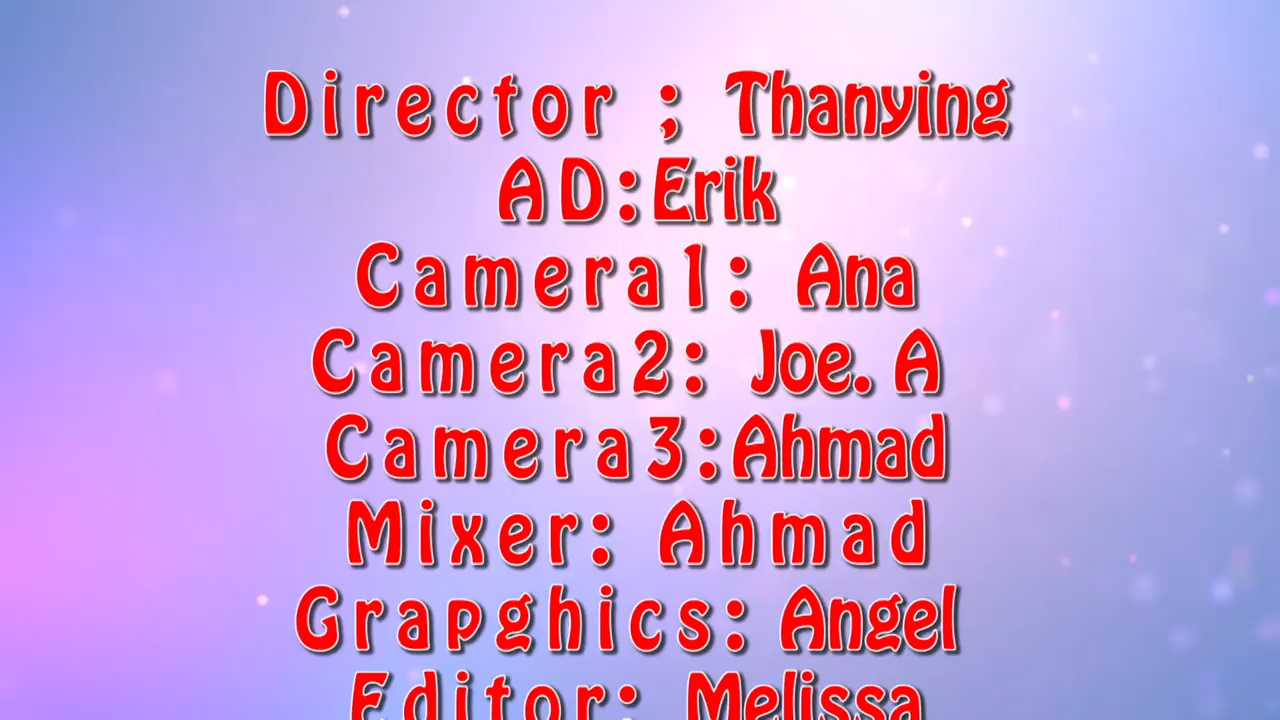 Director ; Thanying
AD:Erik
Camera1: Ana
Camera2: Joe. A
Camera3:Ahmad
Mixer: Ahmad
Grapghics: Angel
Editor: Melissa